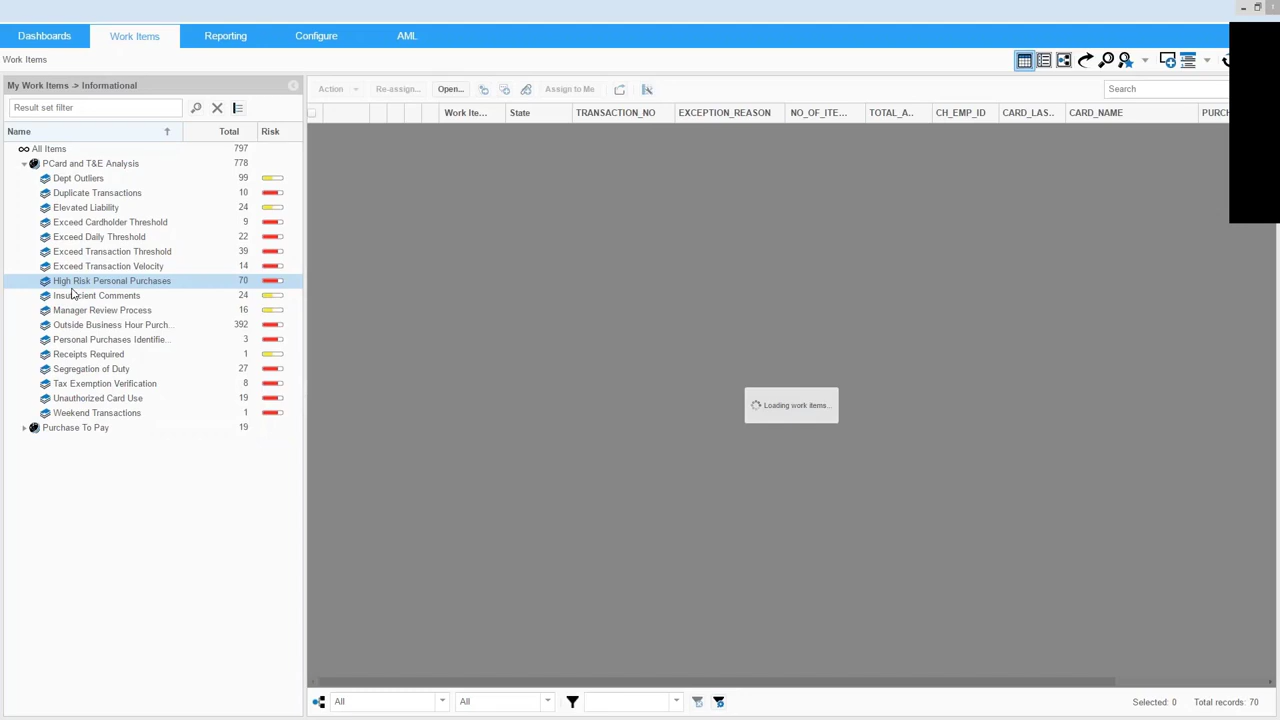 Dashboards Work Items Reporting Configure AML
Work Items
My Work Items -> Informational
Result set filter
Name Total Risk
All Items 797
PCard and T&E Analysis 778
Dept Outliers 99
Duplicate Transactions 10
Elevated Liability 24
Exceed Cardholder Threshold 9
Exceed Daily Threshold 22
Exceed Transaction Threshold 39
Exceed Transaction Velocity 14
High Risk Personal Purchases 70
Insufficient Comments 24
Manager Review Process 16
Outside Business Hour Purch... 392
Personal Purchases Identifie... 3
Receipts Required 1
Segregation of Duty 27
Tax Exemption Verification 8
Unauthorized Card Use 19
Weekend Transactions 1
Purchase To Pay 19
Action Re-assign... Open... Assign to Me Search
Work Ite... State TRANSACTION_NO EXCEPTION_REASON NO_OF_ITE... TOTAL_A.. CH_EMP_ID CARD_LAS.. CARD_NAME PURCH
Loading work items...
All All Selected: 0 Total records: 70